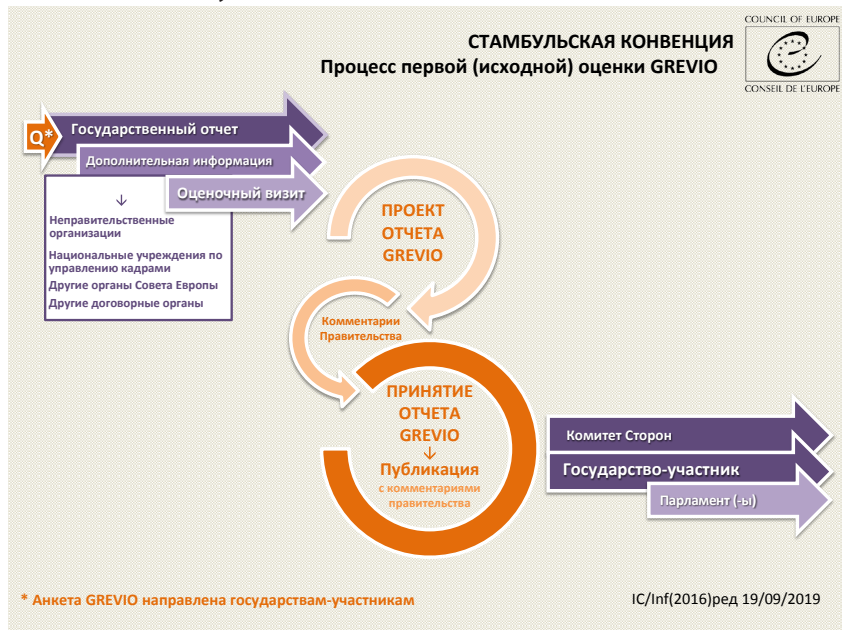 COUNCIL OF EUROPE
CONSEIL DE L'EUROPE
СТАМБУЛЬСКАЯ КОНВЕНЦИЯ
Процесс первой (исходной) оценки GREVIO
Q*
Государственный отчет
Дополнительная информация
Оценочный визит
↓
Неправительственные
организации
Национальные учреждения по
управлению кадрами
Другие органы Совета Европы
Другие договорные органы
ПРОЕКТ
ОТЧЕТА
GREVIO
Комментарии
Правительства
ПРИНЯТИЕ
ОТЧЕТА
GREVIO
↓
Публикация
с комментариями
правительства
Комитет Сторон
Государство-участник
Парламент (-ы)
* Анкета GREVIO направлена государствам-участникам
IC/Inf(2016)ред 19/09/2019